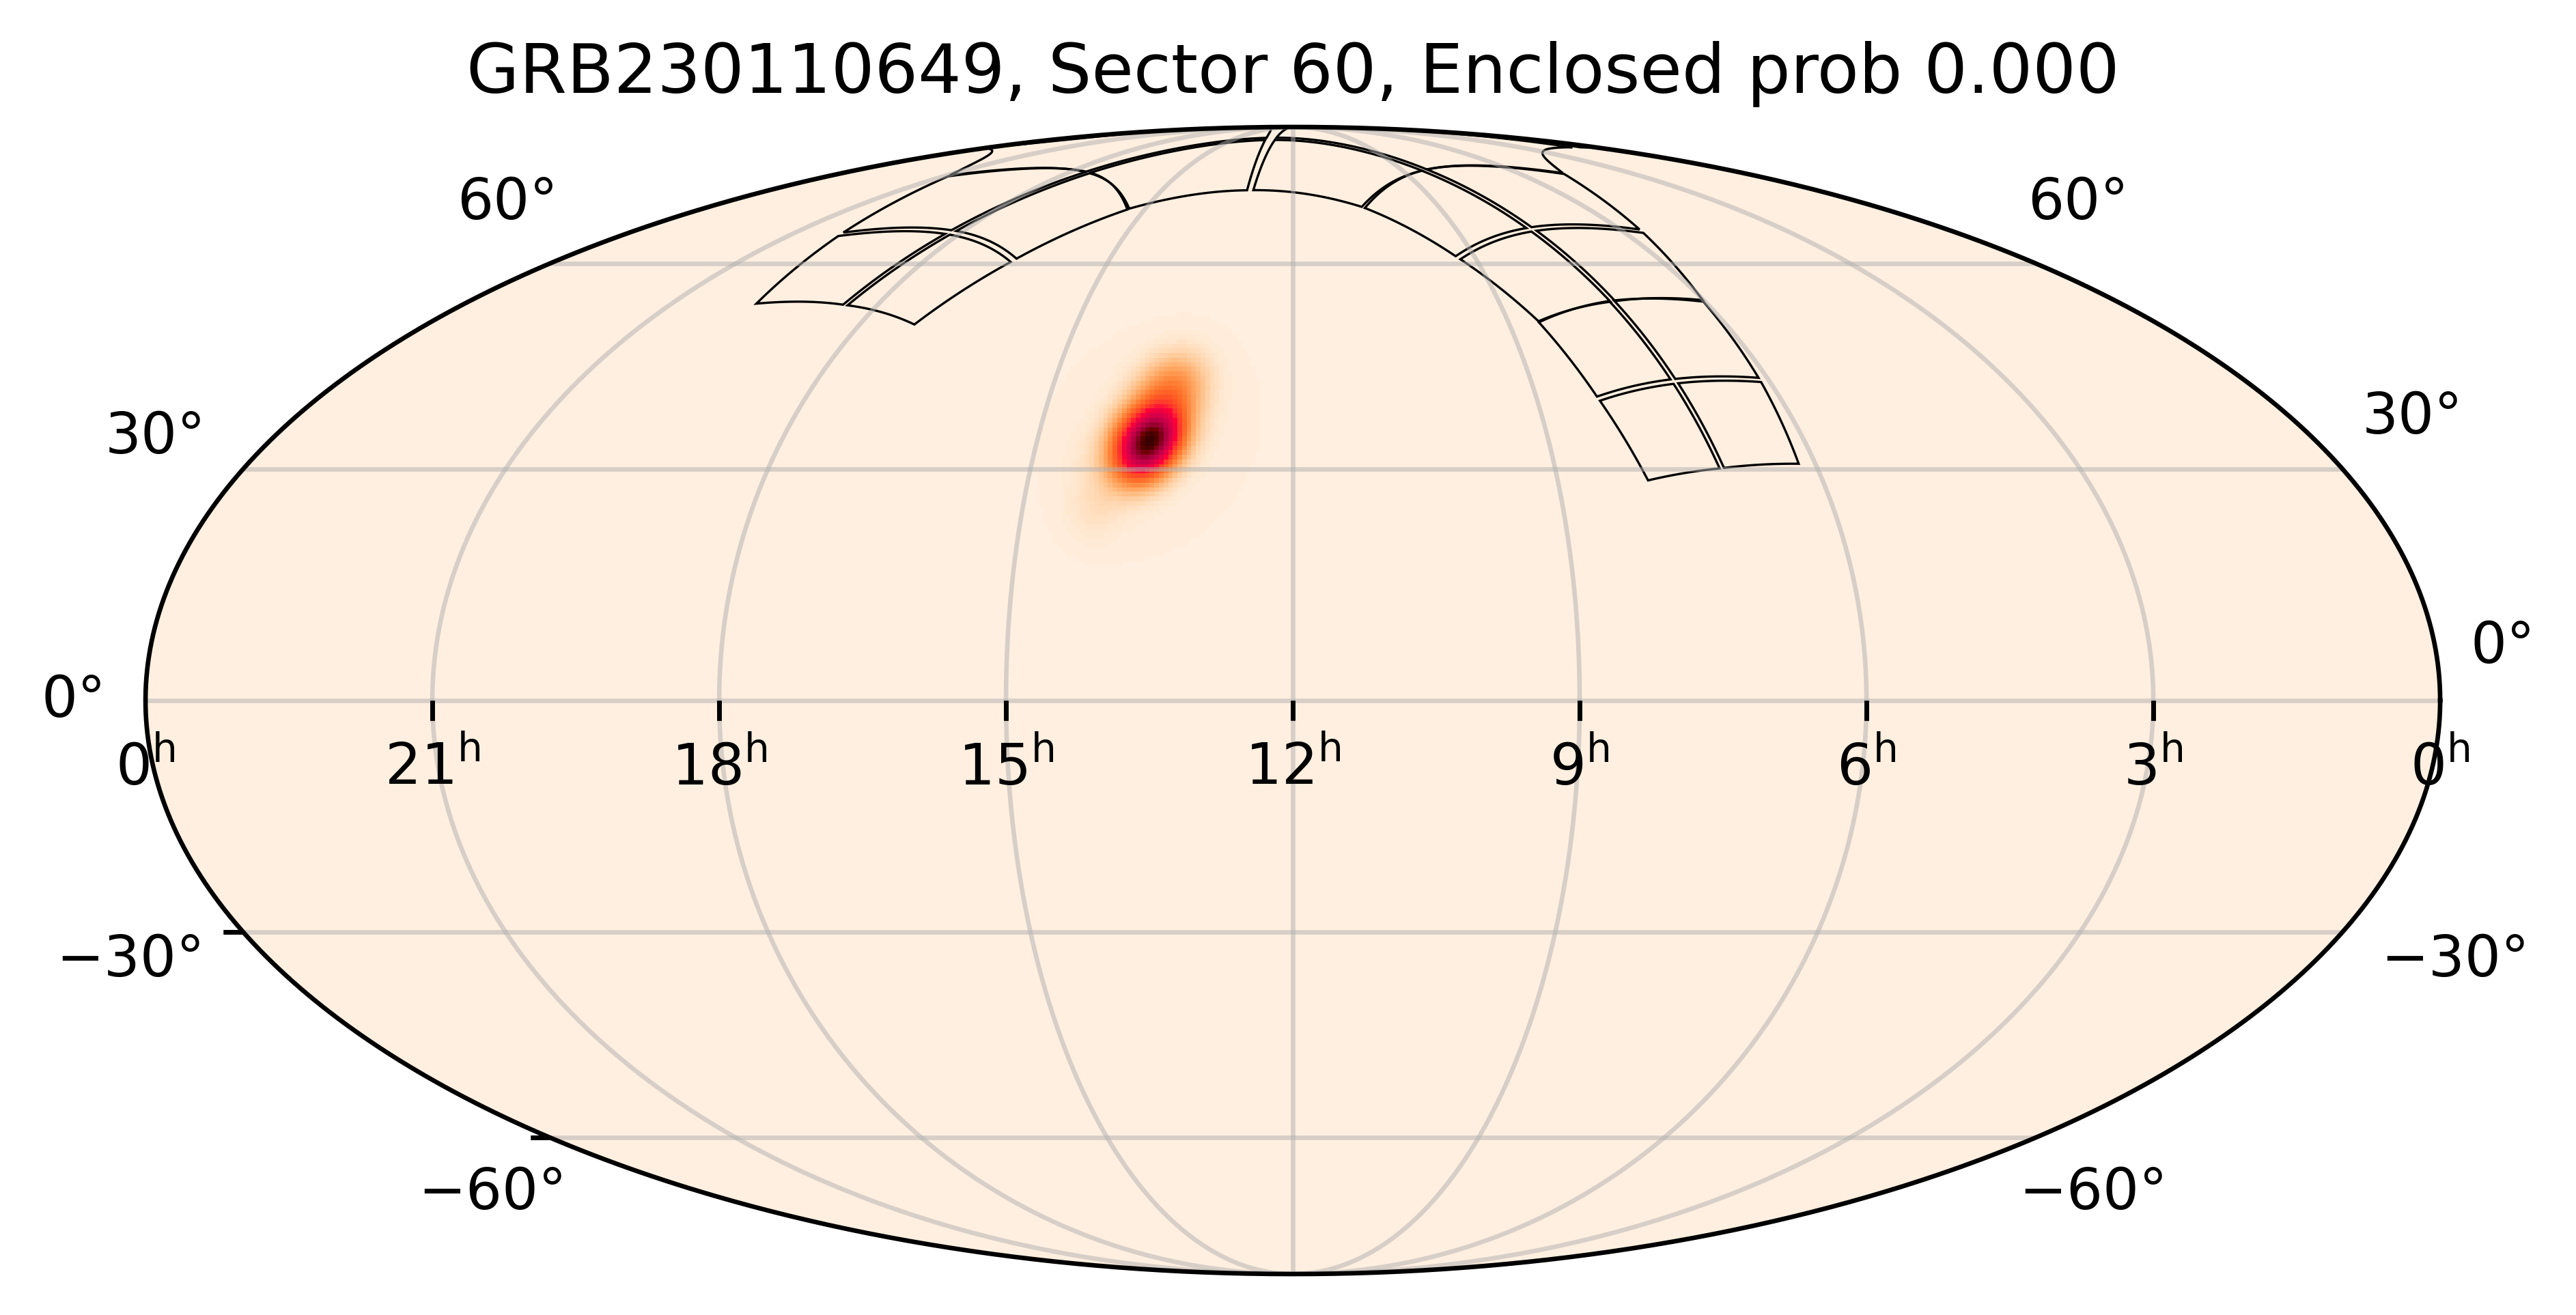 GRB230110649, Sector 60, Enclosed prob 0.000
60° 60°
30° 30°
0° 0°
0h 21h 18h 15h 12h 9h 6h 3h 0h
−30° −30°
−60° −60°